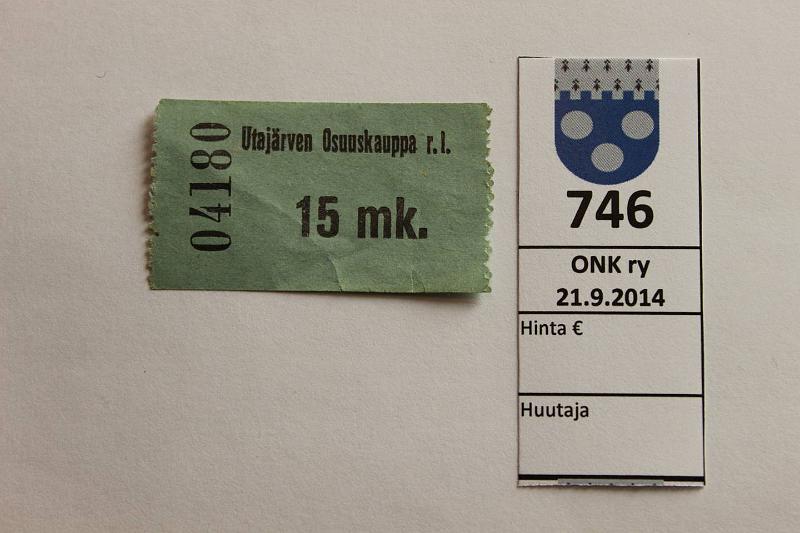 04180
Utajärven Osuuskauppa r.l.
15 mk.
746
ONK ry
21.9.2014
Hinta €
Huutaja